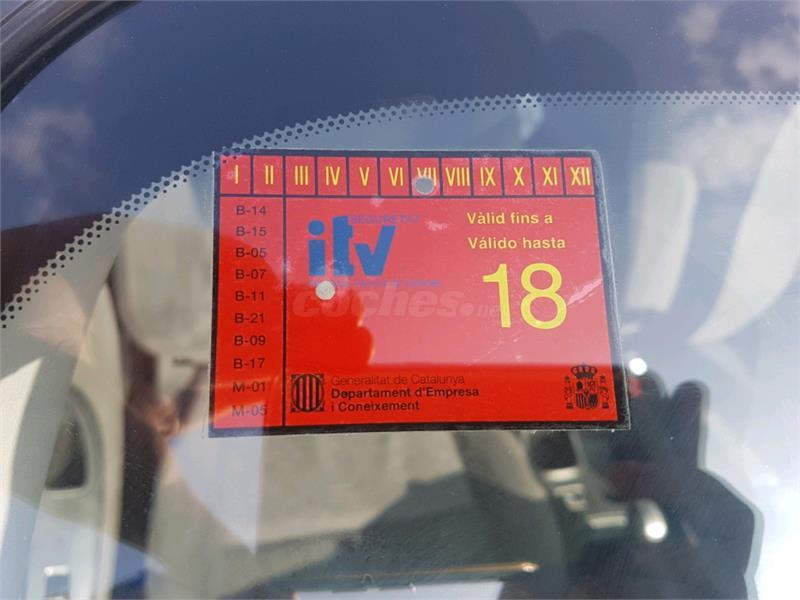 I II III IV V VI VII VIII IX X XI XII
B-14
B-15
B-05
B-07
B-11
B-21
B-09
B-17
M-01
M-05
SEGURETAT
itv
Vàlid fins a
Válido hasta
18
coches.net
Generalitat de Catalunya
Departament d'Empresa
i Coneixement